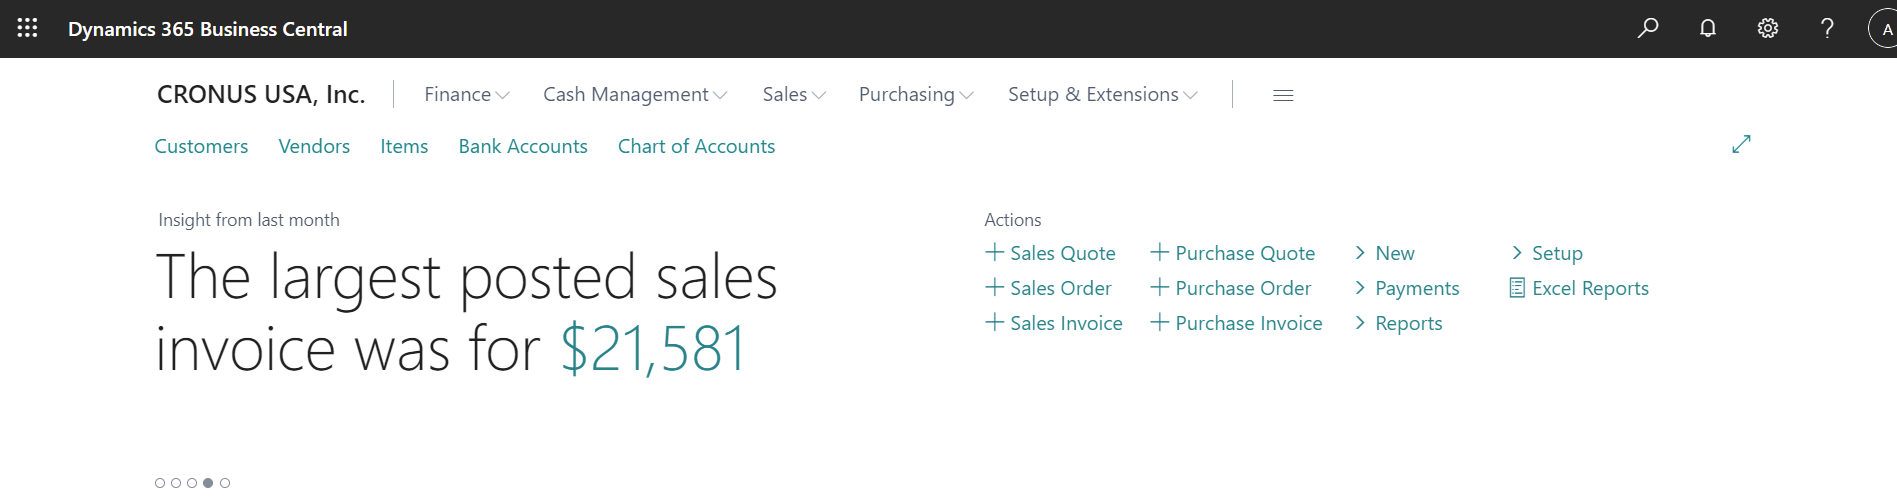 Dynamics 365 Business Central
A
CRONUS USA, Inc.
Finance
Cash Management
Sales
Purchasing
Setup & Extensions
Customers
Vendors
Items
Bank Accounts
Chart of Accounts
Insight from last month
The largest posted sales
invoice was for $21,581
Actions
Sales Quote
Purchase Quote
New
Setup
Sales Order
Purchase Order
Payments
Excel Reports
Sales Invoice
Purchase Invoice
Reports